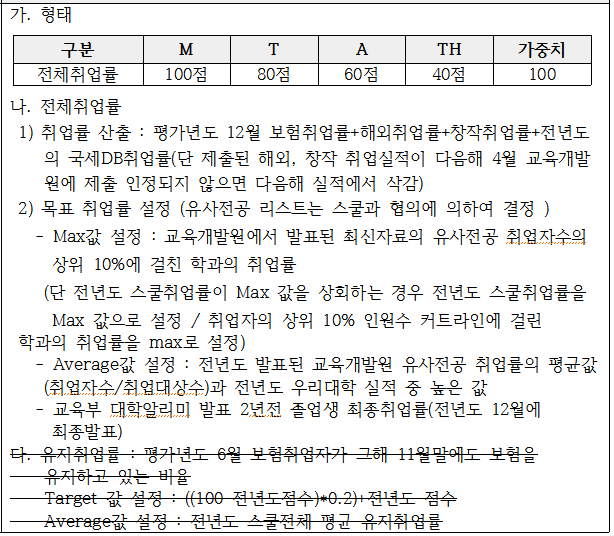 가. 형태
구분 M T A TH 가중치
전체취업률 100점 80점 60점 40점 100
나. 전체취업률
1) 취업률 산출 : 평가년도 12월 보험취업률+해외취업률+창작취업률+전년도
의 국세DB취업률(단 제출된 해외, 창작 취업실적이 다음해 4월 교육개발
원에 제출 인정되지 않으면 다음해 실적에서 삭감)
2) 목표 취업률 설정 (유사전공 리스트는 스쿨과 협의에 의하여 결정 )
- Max값 설정 : 교육개발원에서 발표된 최신자료의 유사전공 취업자수의
상위 10%에 걸친 학과의 취업률
(단 전년도 스쿨취업률이 Max 값을 상회하는 경우 전년도 스쿨취업률을
Max 값으로 설정 / 취업자의 상위 10% 인원수 커트라인에 걸린
학과의 취업률을 max로 설정)
- Average값 설정 : 전년도 발표된 교육개발원 유사전공 취업률의 평균값
(취업자수/취업대상수)과 전년도 우리대학 실적 중 높은 값
- 교육부 대학알리미 발표 2년전 졸업생 최종취업률(전년도 12월에
최종발표)
다. 유지취업률 : 평가년도 6월 보험취업자가 그해 11월말에도 보험을
유지하고 있는 비율
Target 값 설정 : ((100-전년도점수)*0.2)+전년도 점수
Average값 설정 : 전년도 스쿨전체 평균 유지취업률